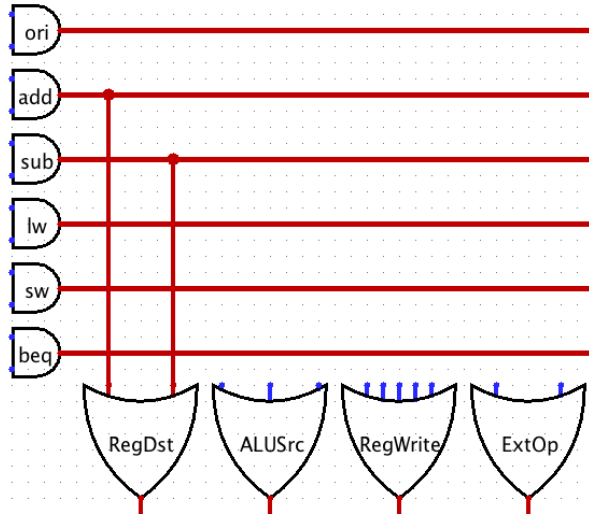 ori
add
sub
lw
sw
beq
RegDst
ALUSrc
RegWrite
ExtOp